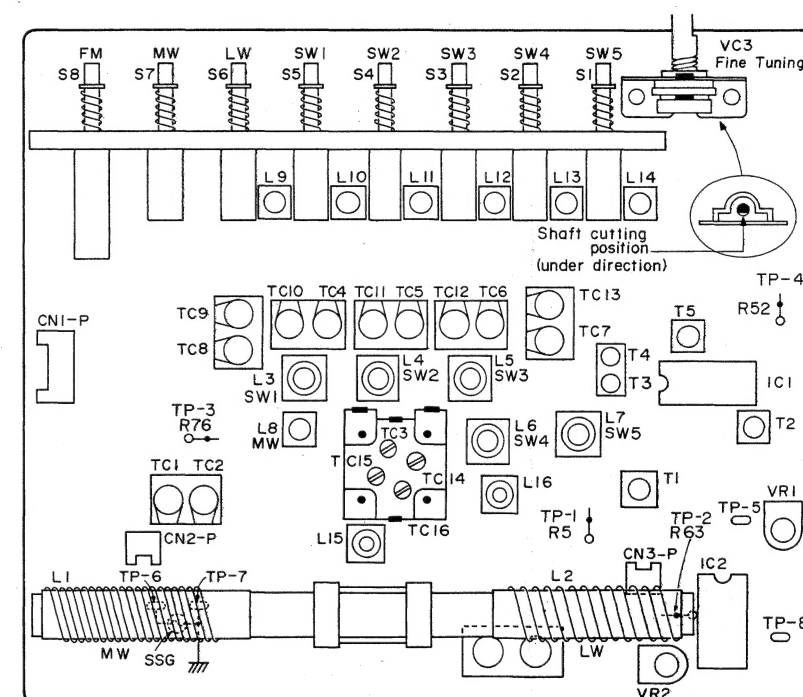 FM MW LW SW1 SW2 SW3 SW4 SW5
S8 S7 S6 S5 S4 S3 S2 S1
VC3
Fine Tuning
L9 L10 L11 L12 L13 L14
Shaft cutting
position
(under direction)
TP-4
R52
CN1-P
TC9
TC8
TC10 TC4 TC11 TC5 TC12 TC6
TC13
TC7
T5
T4
T3
IC1
L3
SW1
L4
SW2
L5
SW3
TP-3
R76
L8
MW
TC3
TC15
TC14
TC16
L6
SW4
L7
SW5
T2
TC1 TC2
L16
T1
VR1
TP-5
TP-1
R5
TP-2
R63
CN2-P
L15
CN3-P
IC2
L1
TP-6
TP-7
L2
MW
SSG
LW
TP-8
VR2